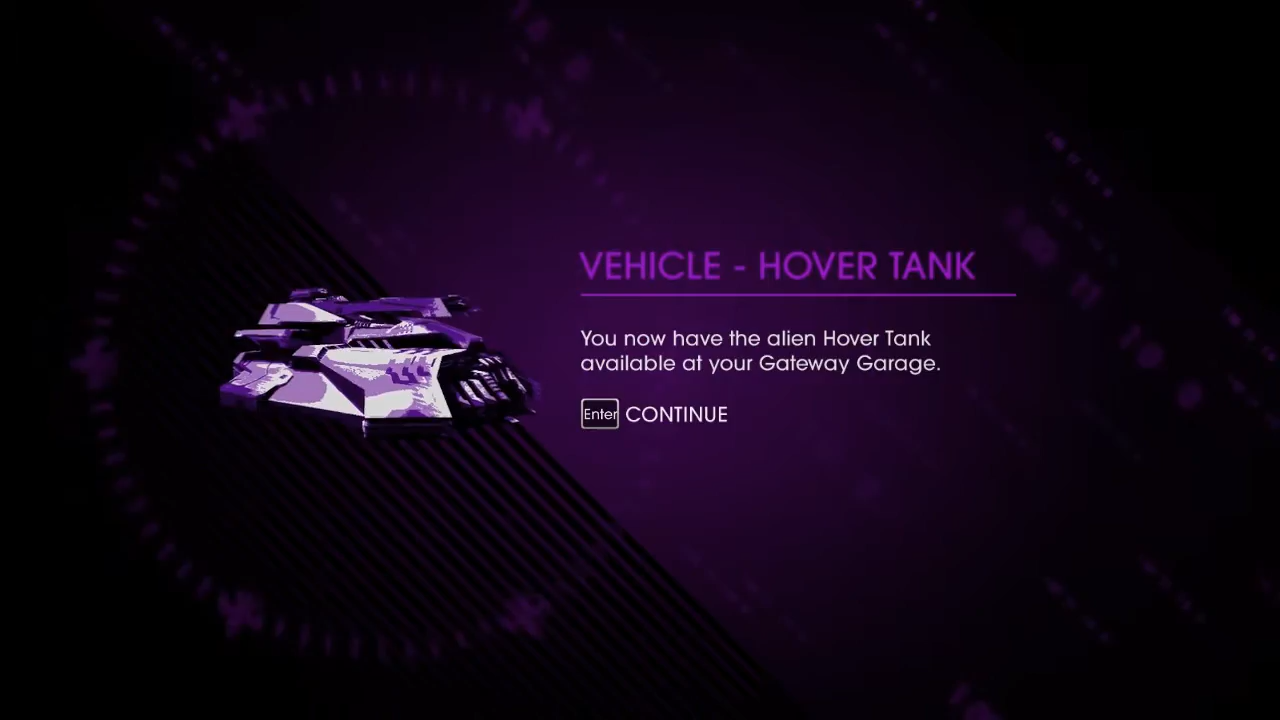 VEHICLE - HOVER TANK
You now have the alien Hover Tank
available at your Gateway Garage.
Enter CONTINUE